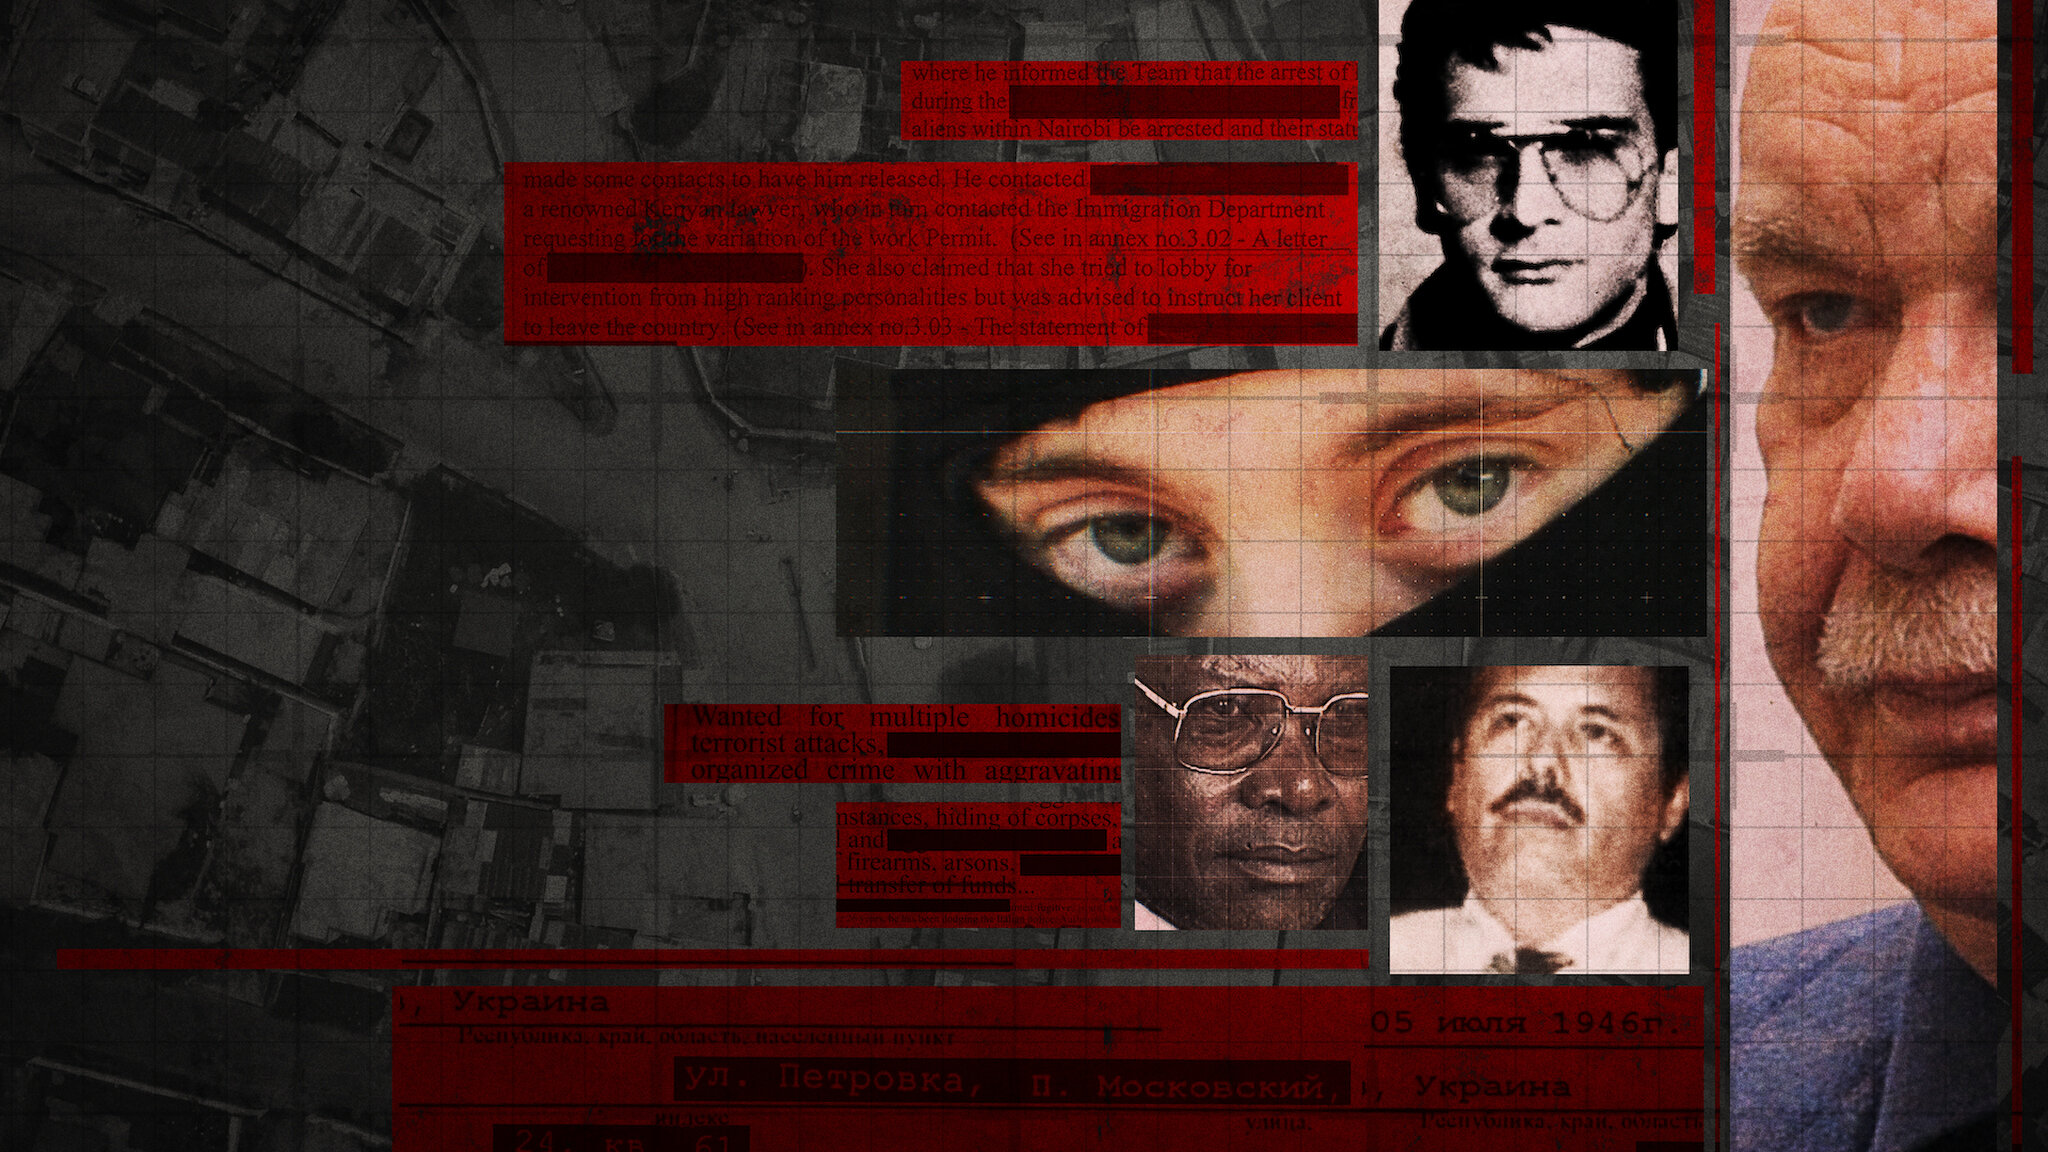 where he informed the Team that the arrest of
during the
aliens within Nairobi be arrested and their
made some contacts to have him released. He contacted
a renowned Kenyan lawyer, who in turn contacted the Immigration Department
requesting for the variation of the work Permit. (See in annex no.3.02 - A letter
of ). She also claimed that she tried to lobby for
intervention from high ranking personalities but was advised to instruct her client
to leave the country. (See in annex no.3.03 - The statement of
Wanted for multiple homicides
terrorist attacks,
organized crime with aggravating
nstances, hiding of corpses,
and
firearms, arsons,
transfer of funds...
, Украина
Республика, край, область, населенный пункт
05 июля 1946г.
ул. Петровка, п. Московский,
, Украина
индекс
улица,
Республика, край, область
24, кв 61